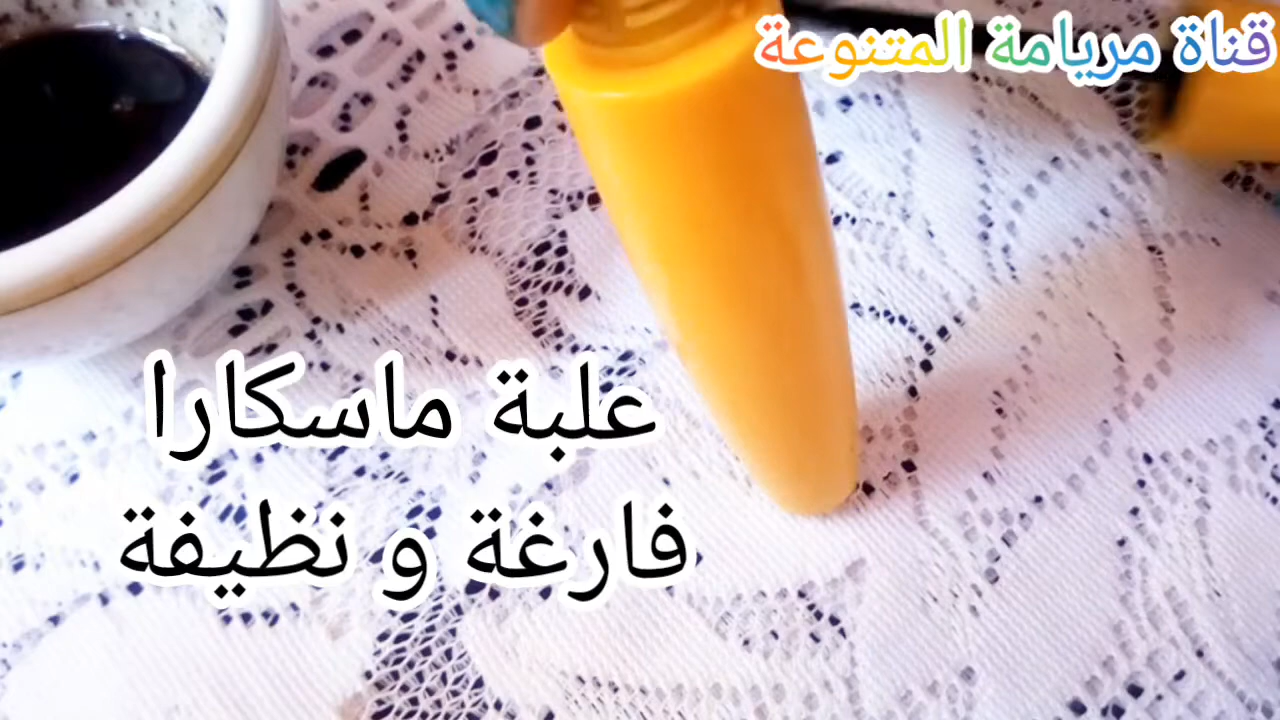 قناة مريامة المتنوعة
علبة ماسكارا
فارغة و نظيفة